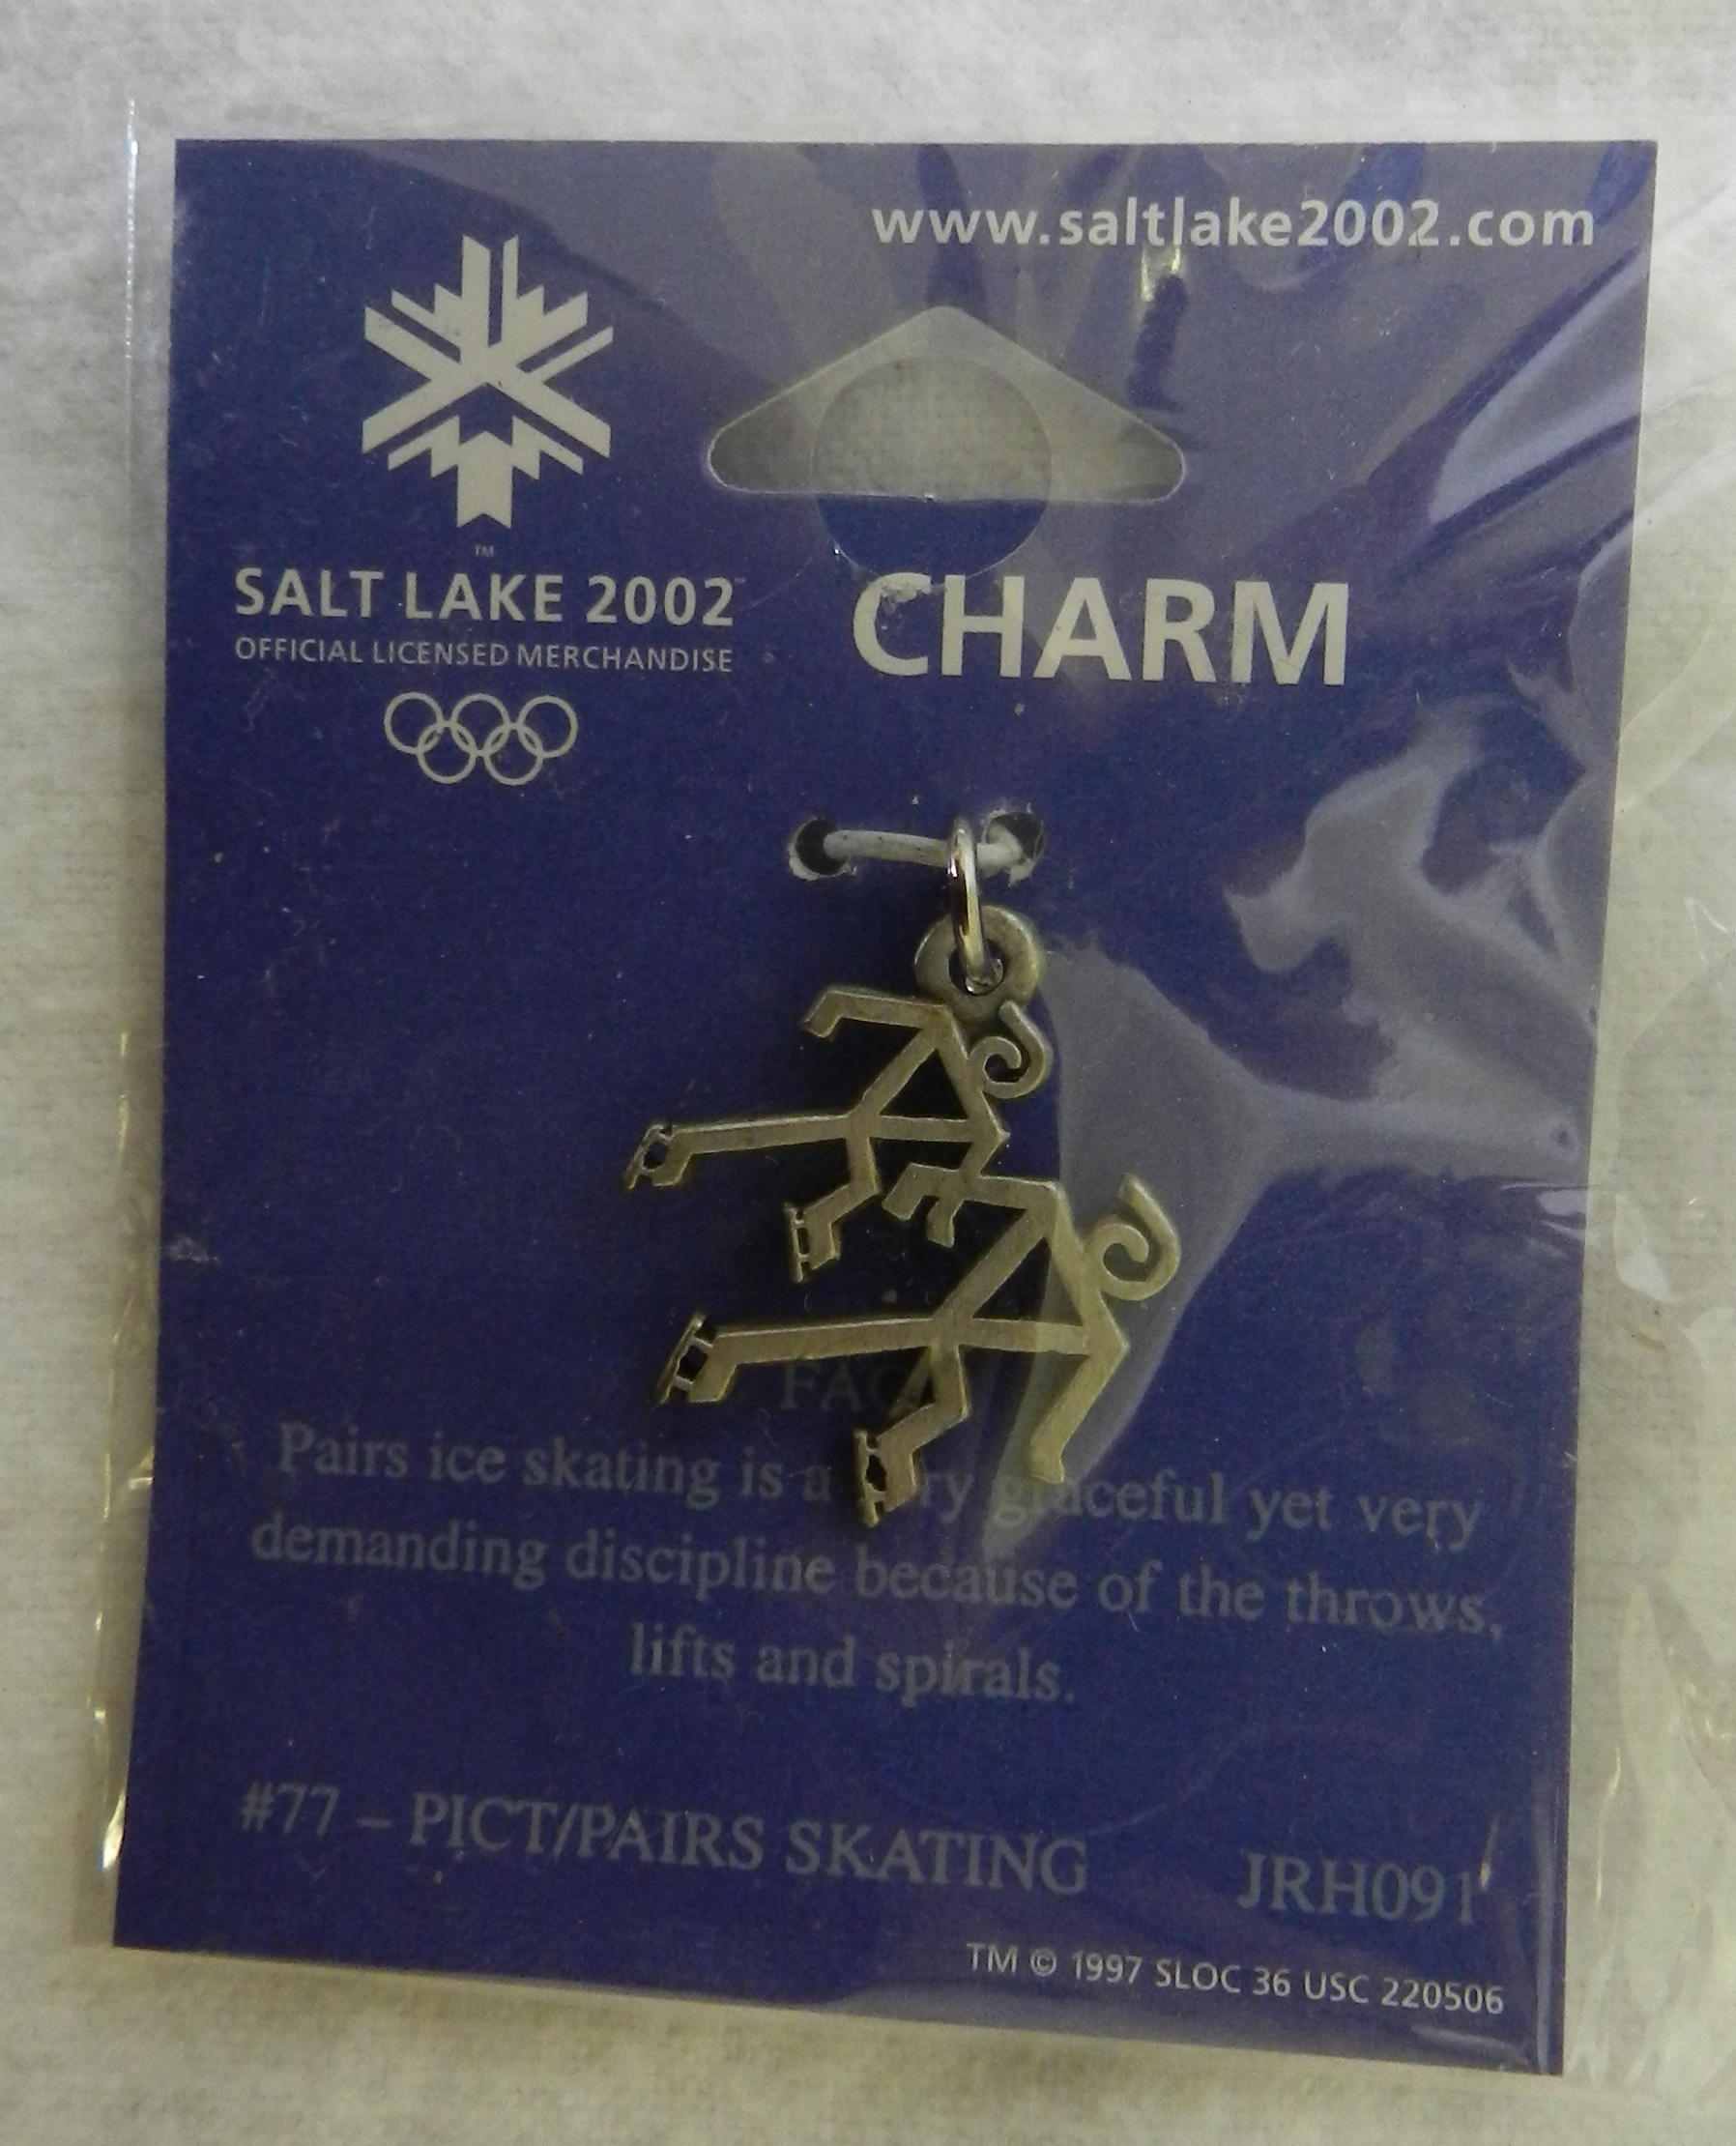 www.saltlake2002.com
TM
SALT LAKE 2002™
OFFICIAL LICENSED MERCHANDISE
CHARM
Pairs ice skating is a graceful yet very
demanding discipline because of the throws,
lifts and spirals.
#77 – PICT/PAIRS SKATING JRH091
TM © 1997 SLOC 36 USC 220506